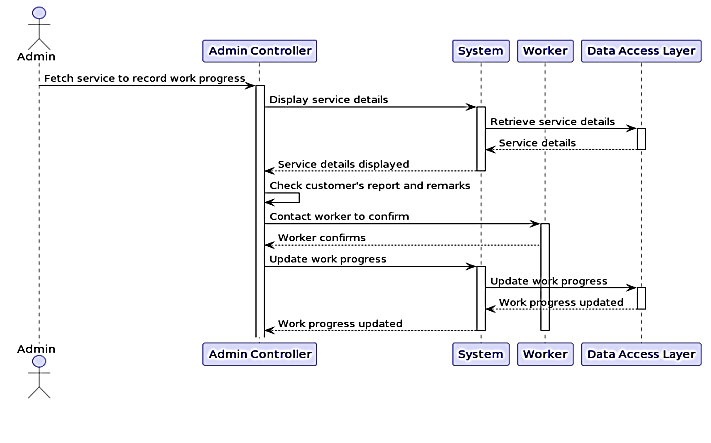 Admin
Admin Controller
System
Worker
Data Access Layer
Fetch service to record work progress
Display service details
Retrieve service details
Service details
Service details displayed
Check customer's report and remarks
Contact worker to confirm
Worker confirms
Update work progress
Update work progress
Work progress updated
Work progress updated
Admin
Admin Controller
System
Worker
Data Access Layer